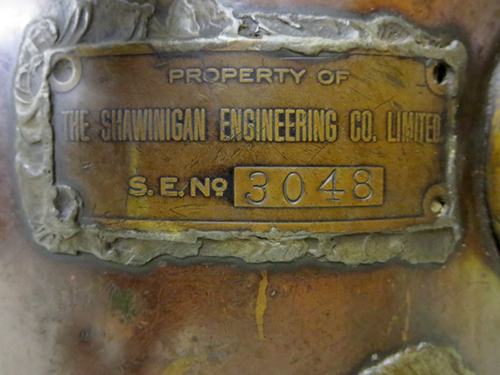 PROPERTY OF
THE SHAWINIGAN ENGINEERING CO. LIMITED
S.E.No 3048